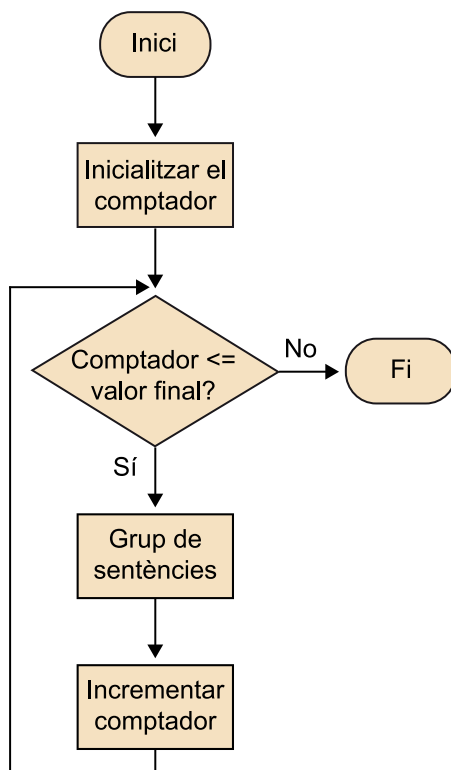 Inici
Inicialitzar el
comptador
Comptador <=
valor final?
No
Fi
Sí
Grup de
sentències
Incrementar
comptador